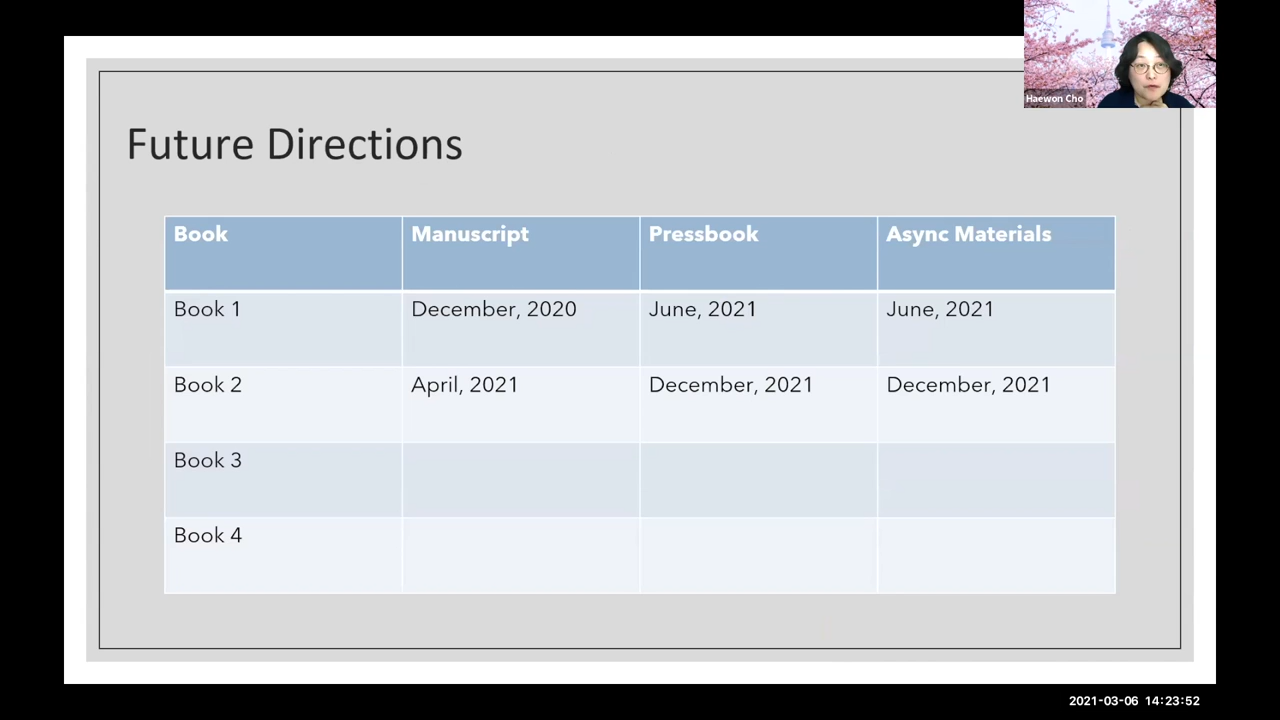 Haewon Cho
Future Directions
Book Manuscript Pressbook Async Materials
Book 1 December, 2020 June, 2021 June, 2021
Book 2 April, 2021 December, 2021 December, 2021
Book 3
Book 4
2021-03-06 14:23:52